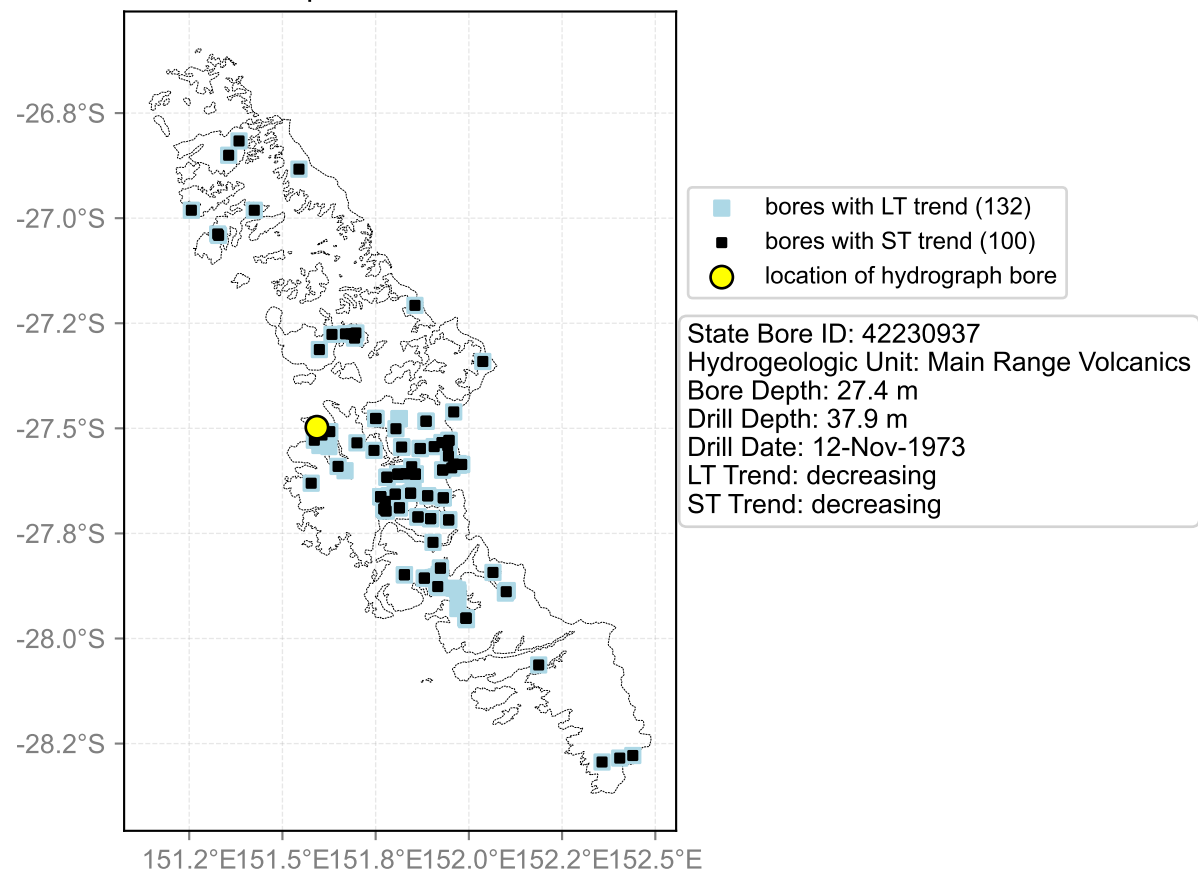 -26.8°S
-27.0°S
-27.2°S
-27.5°S
-27.8°S
-28.0°S
-28.2°S
151.2°E151.5°E151.8°E152.0°E152.2°E152.5°E
bores with LT trend (132)
bores with ST trend (100)
location of hydrograph bore
State Bore ID: 42230937
Hydrogeologic Unit: Main Range Volcanics
Bore Depth: 27.4 m
Drill Depth: 37.9 m
Drill Date: 12-Nov-1973
LT Trend: decreasing
ST Trend: decreasing